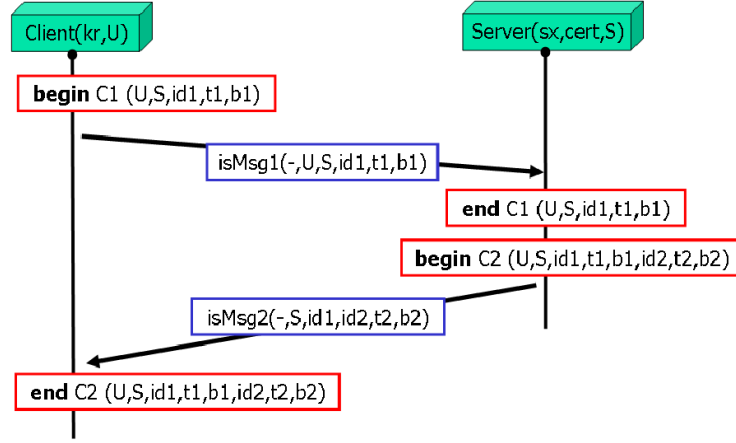 Client(kr,U)
Server(sx,cert,S)
begin C1 (U,S,id1,t1,b1)
isMsg1(-,U,S,id1,t1,b1)
end C1 (U,S,id1,t1,b1)
begin C2 (U,S,id1,t1,b1,id2,t2,b2)
isMsg2(-,S,id1,id2,t2,b2)
end C2 (U,S,id1,t1,b1,id2,t2,b2)